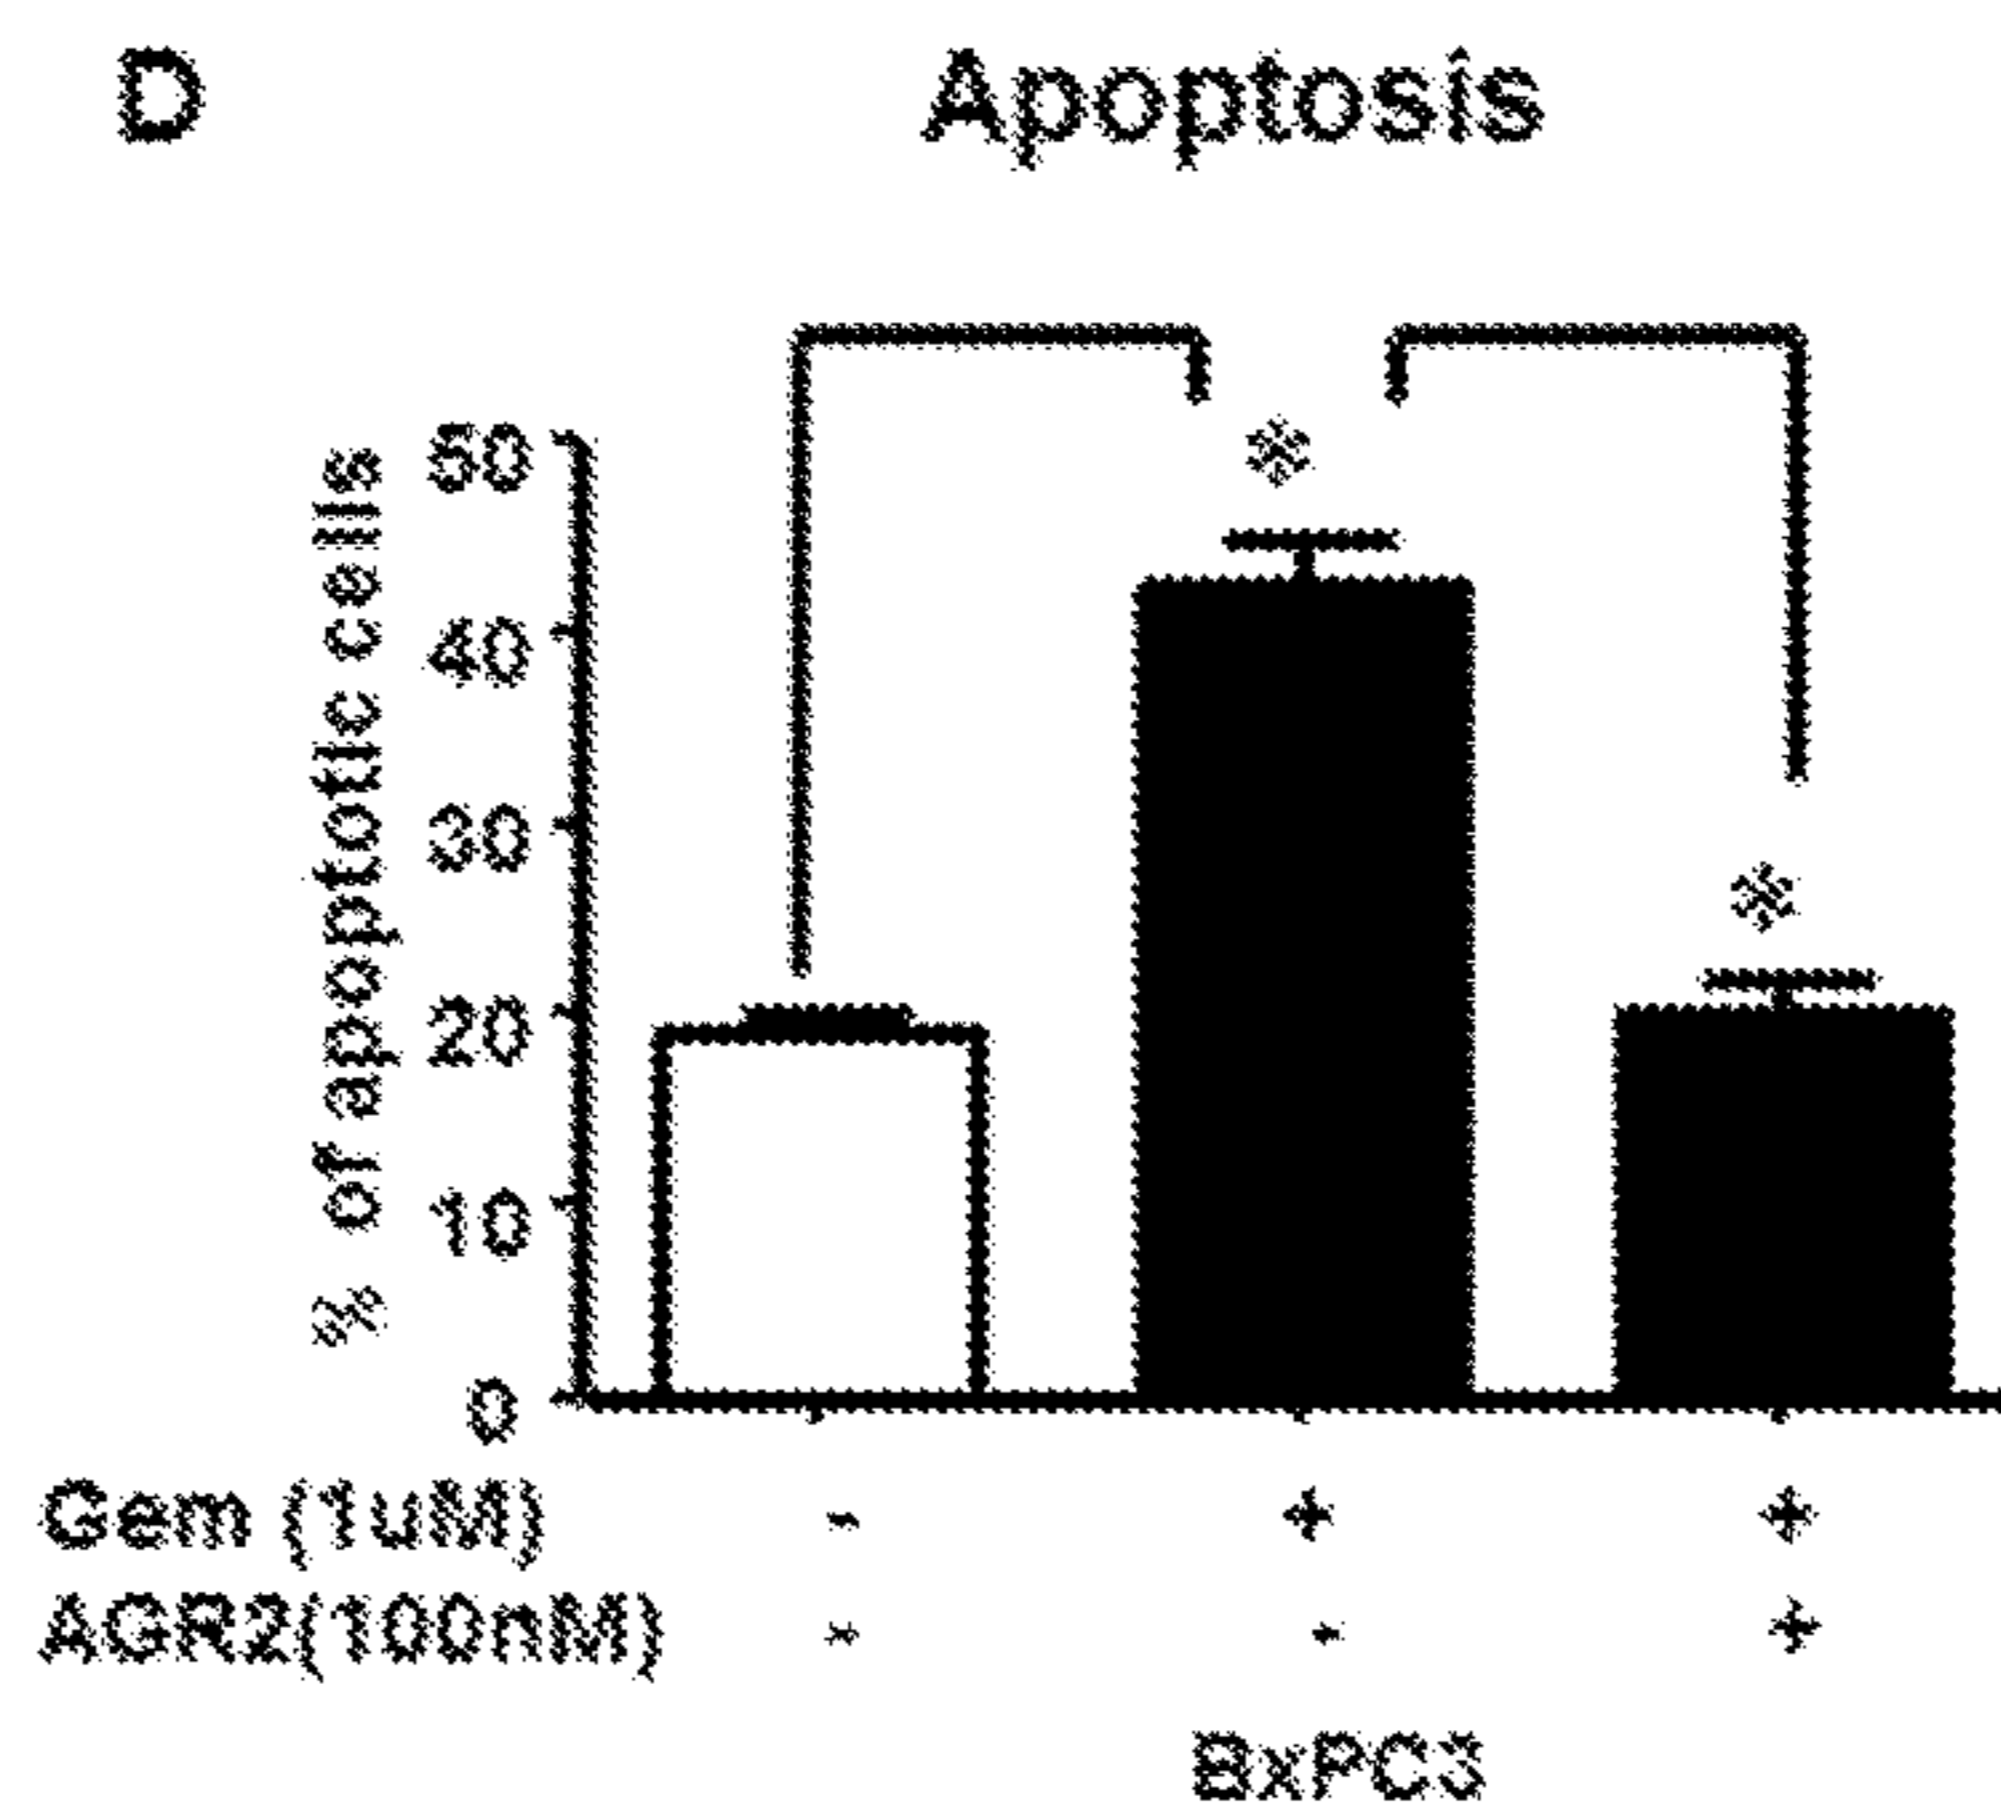 D Apoptosis
*
*
% of apoptotic cells
50
40
30
20
10
0
Gem (1uM) - + +
AGR2(100nM) - - +
BxPC3